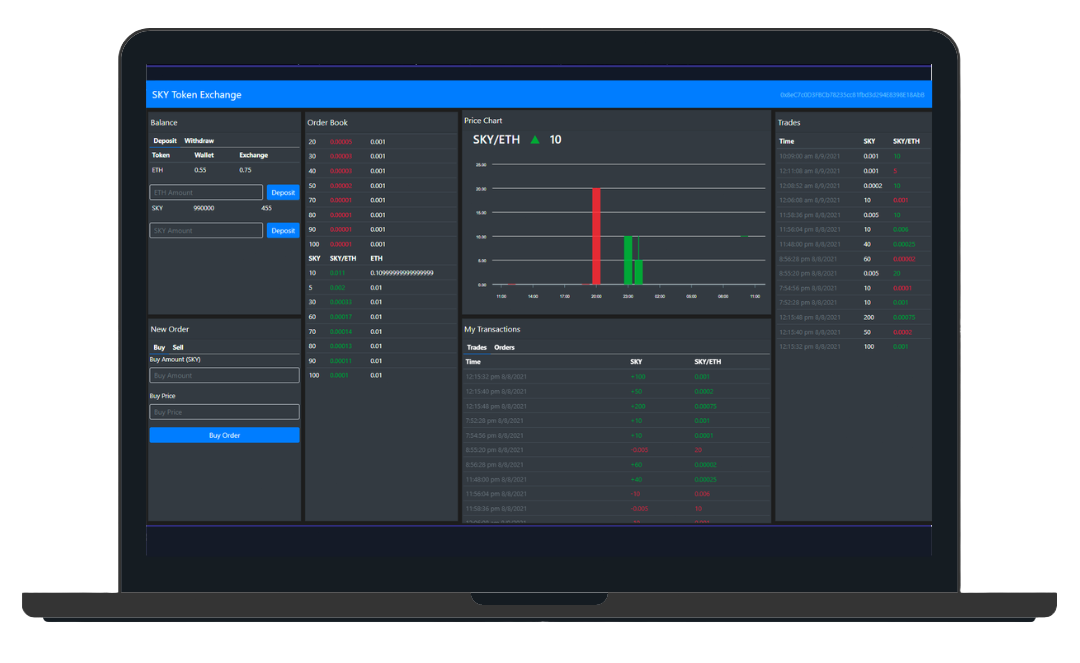 SKY Token Exchange
Balance
Deposit Withdraw
Token Wallet Exchange
ETH 0.55 0.75
ETH Amount Deposit
SKY 990000 455
SKY Amount Deposit
New Order
Buy Sell
Buy Amount (SKY)
Buy Amount
Buy Price
Buy Price
Buy Order
Order Book
20 0.00005 0.001
30 0.00003 0.001
40 0.00003 0.001
50 0.00002 0.001
70 0.00001 0.001
80 0.00001 0.001
90 0.00001 0.001
100 0.00001 0.001
SKY SKY/ETH ETH
10 0.011 0.10999999999999999
5 0.002 0.01
30 0.00033 0.01
60 0.00017 0.01
70 0.00014 0.01
80 0.00013 0.01
90 0.00011 0.01
100 0.0001 0.01
Price Chart
SKY/ETH ▲ 10
25.00
20.00
15.00
10.00
5.00
0.00
11:00 14:00 17:00 20:00 23:00 02:00 05:00 08:00 11:00
My Transactions
Trades Orders
Time SKY SKY/ETH
12:15:32 pm 8/8/2021 +100 0.001
12:15:40 pm 8/8/2021 +50 0.0002
12:15:48 pm 8/8/2021 +200 0.00075
7:52:28 pm 8/8/2021 +10 0.001
7:54:56 pm 8/8/2021 +10 0.0001
8:55:20 pm 8/8/2021 0.005 20
8:56:28 pm 8/8/2021 +60 0.00002
11:48:00 pm 8/8/2021 +40 0.00025
11:56:04 pm 8/8/2021 10 0.006
11:58:36 pm 8/8/2021 0.005 10
Trades
Time SKY SKY/ETH
10:09:00 am 8/9/2021 0.001 10
12:11:08 am 8/9/2021 0.001 5
12:08:52 am 8/9/2021 0.0002 10
12:06:08 am 8/9/2021 10 0.001
11:58:36 pm 8/8/2021 0.005 10
11:56:04 pm 8/8/2021 10 0.006
11:48:00 pm 8/8/2021 40 0.00025
8:56:28 pm 8/8/2021 60 0.00002
8:55:20 pm 8/8/2021 0.005 20
7:54:56 pm 8/8/2021 10 0.0001
7:52:28 pm 8/8/2021 10 0.001
12:15:48 pm 8/8/2021 200 0.00075
12:15:40 pm 8/8/2021 50 0.0002
12:15:32 pm 8/8/2021 100 0.001